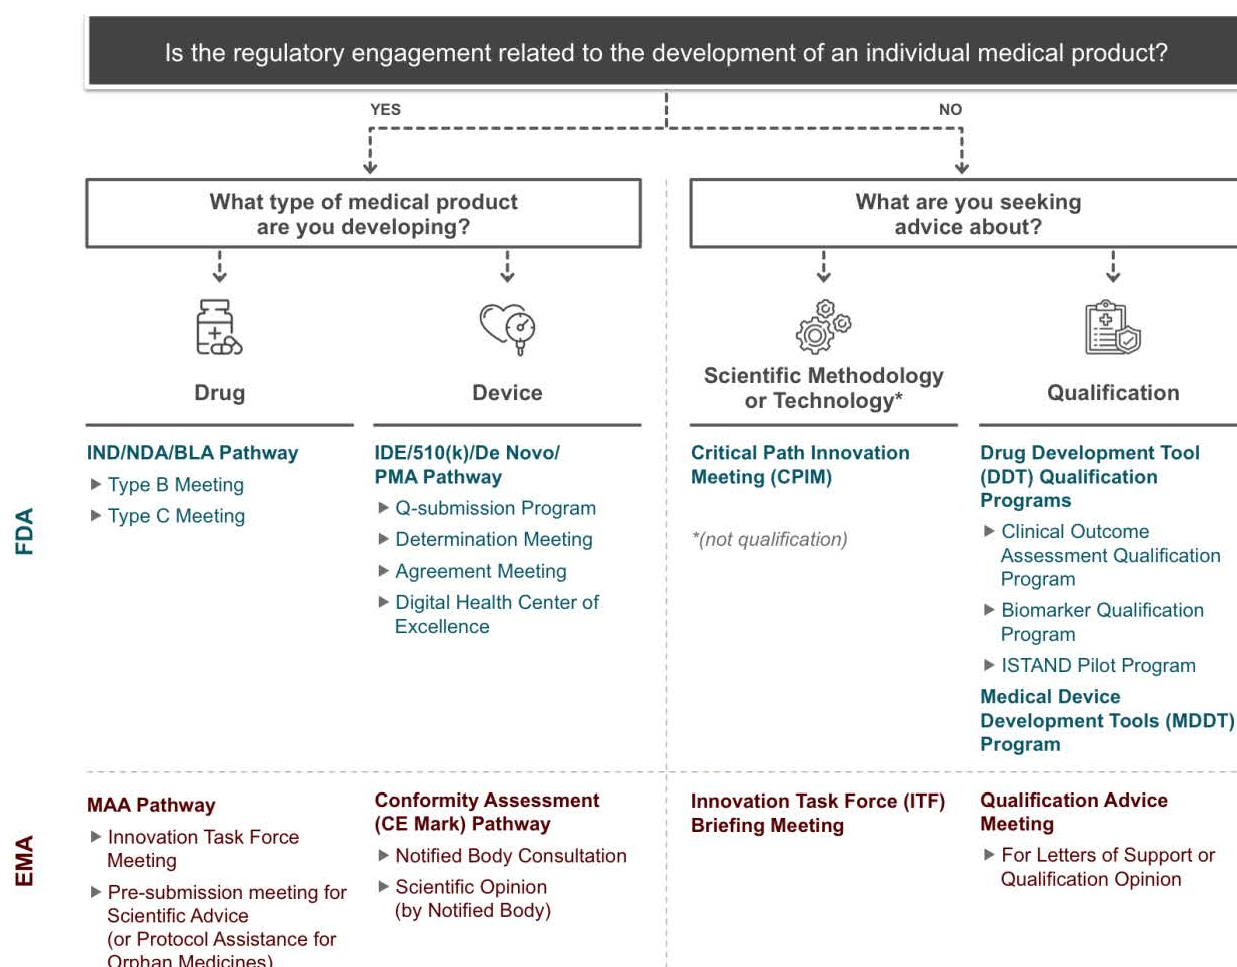 Is the regulatory engagement related to the development of an individual medical product?
YES
NO
What type of medical product
are you developing?
What are you seeking
advice about?
Drug
Device
Scientific Methodology
or Technology*
Qualification
FDA
IND/NDA/BLA Pathway
Type B Meeting
Type C Meeting
IDE/510(k)/De Novo/
PMA Pathway
Q-submission Program
Determination Meeting
Agreement Meeting
Digital Health Center of
Excellence
Critical Path Innovation
Meeting (CPIM)
*(not qualification)
Drug Development Tool
(DDT) Qualification
Programs
Clinical Outcome
Assessment Qualification
Program
Biomarker Qualification
Program
ISTAND Pilot Program
Medical Device
Development Tools (MDDT)
Program
EMA
MAA Pathway
Innovation Task Force
Meeting
Pre-submission meeting for
Scientific Advice
(or Protocol Assistance for
Orphan Medicines)
Conformity Assessment
(CE Mark) Pathway
Notified Body Consultation
Scientific Opinion
(by Notified Body)
Innovation Task Force (ITF)
Briefing Meeting
Qualification Advice
Meeting
For Letters of Support or
Qualification Opinion